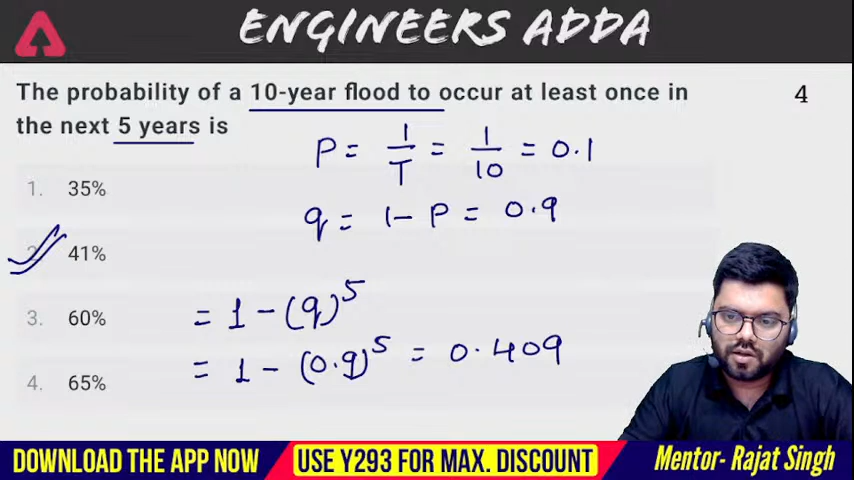 ENGINEERS ADDA
The probability of a 10-year flood to occur at least once in
the next 5 years is
4
P = 1/T = 1/10 = 0.1
1. 35%
q = 1 - P = 0.9
2. 41%
3. 60%
= 1 - (q)^5
= 1 - (0.9)^5 = 0.409
4. 65%
DOWNLOAD THE APP NOW
USE Y293 FOR MAX. DISCOUNT
Mentor- Rajat Singh